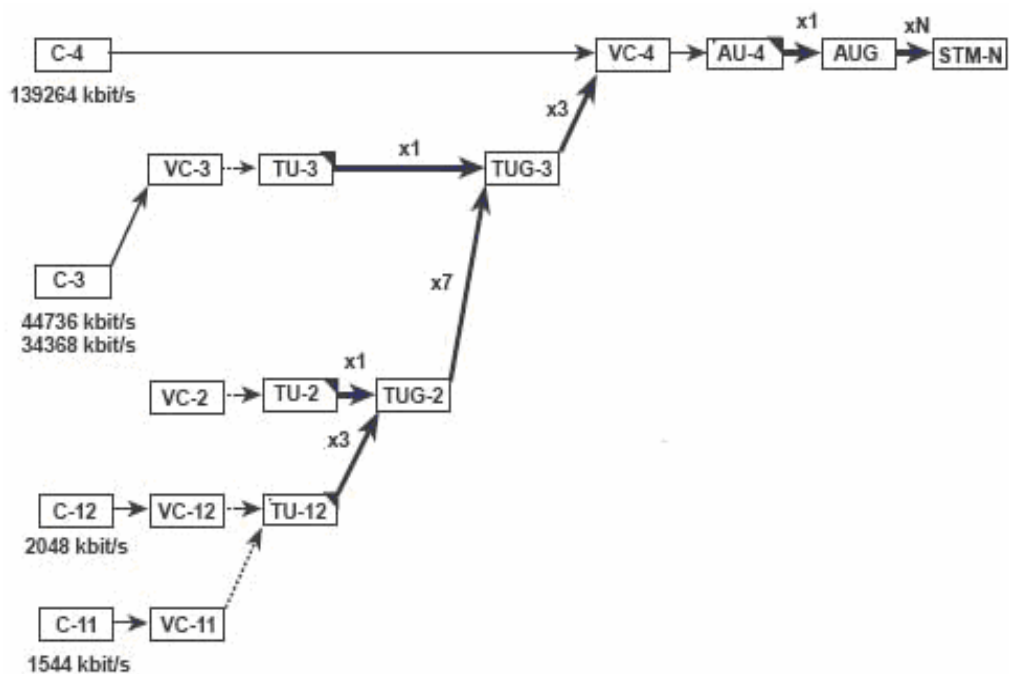 x1
xN
C-4
VC-4
AU-4
AUG
STM-N
139264 kbit/s
x3
x1
VC-3
TU-3
TUG-3
C-3
x7
44736 kbit/s
34368 kbit/s
x1
VC-2
TU-2
TUG-2
x3
C-12
VC-12
TU-12
2048 kbit/s
C-11
VC-11
1544 kbit/s